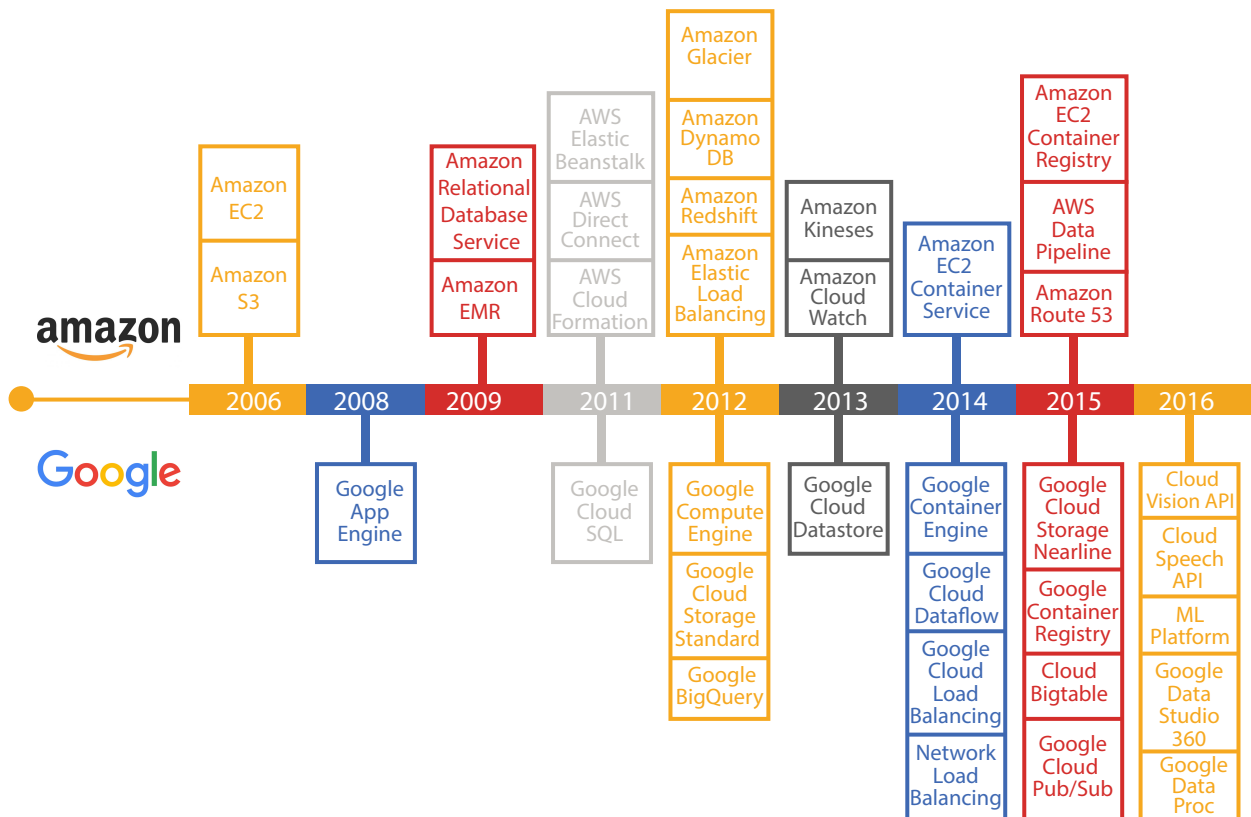 Amazon
EC2
Amazon
S3
Amazon
Relational
Database
Service
Amazon
EMR
AWS
Elastic
Beanstalk
AWS
Direct
Connect
AWS
Cloud
Formation
Amazon
Glacier
Amazon
Dynamo
DB
Amazon
Redshift
Amazon
Elastic
Load
Balancing
Amazon
Kineses
Amazon
Cloud
Watch
Amazon
EC2
Container
Service
Amazon
EC2
Container
Registry
AWS
Data
Pipeline
Amazon
Route 53
amazon
2006 2008 2009 2011 2012 2013 2014 2015 2016
Google
Google
App
Engine
Google
Cloud
SQL
Google
Compute
Engine
Google
Cloud
Storage
Standard
Google
BigQuery
Google
Cloud
Datastore
Google
Container
Engine
Google
Cloud
Dataflow
Google
Cloud
Load
Balancing
Network
Load
Balancing
Google
Cloud
Storage
Nearline
Google
Container
Registry
Cloud
Bigtable
Google
Cloud
Pub/Sub
Cloud
Vision API
Cloud
Speech
API
ML
Platform
Google
Data
Studio
360
Google
Data
Proc